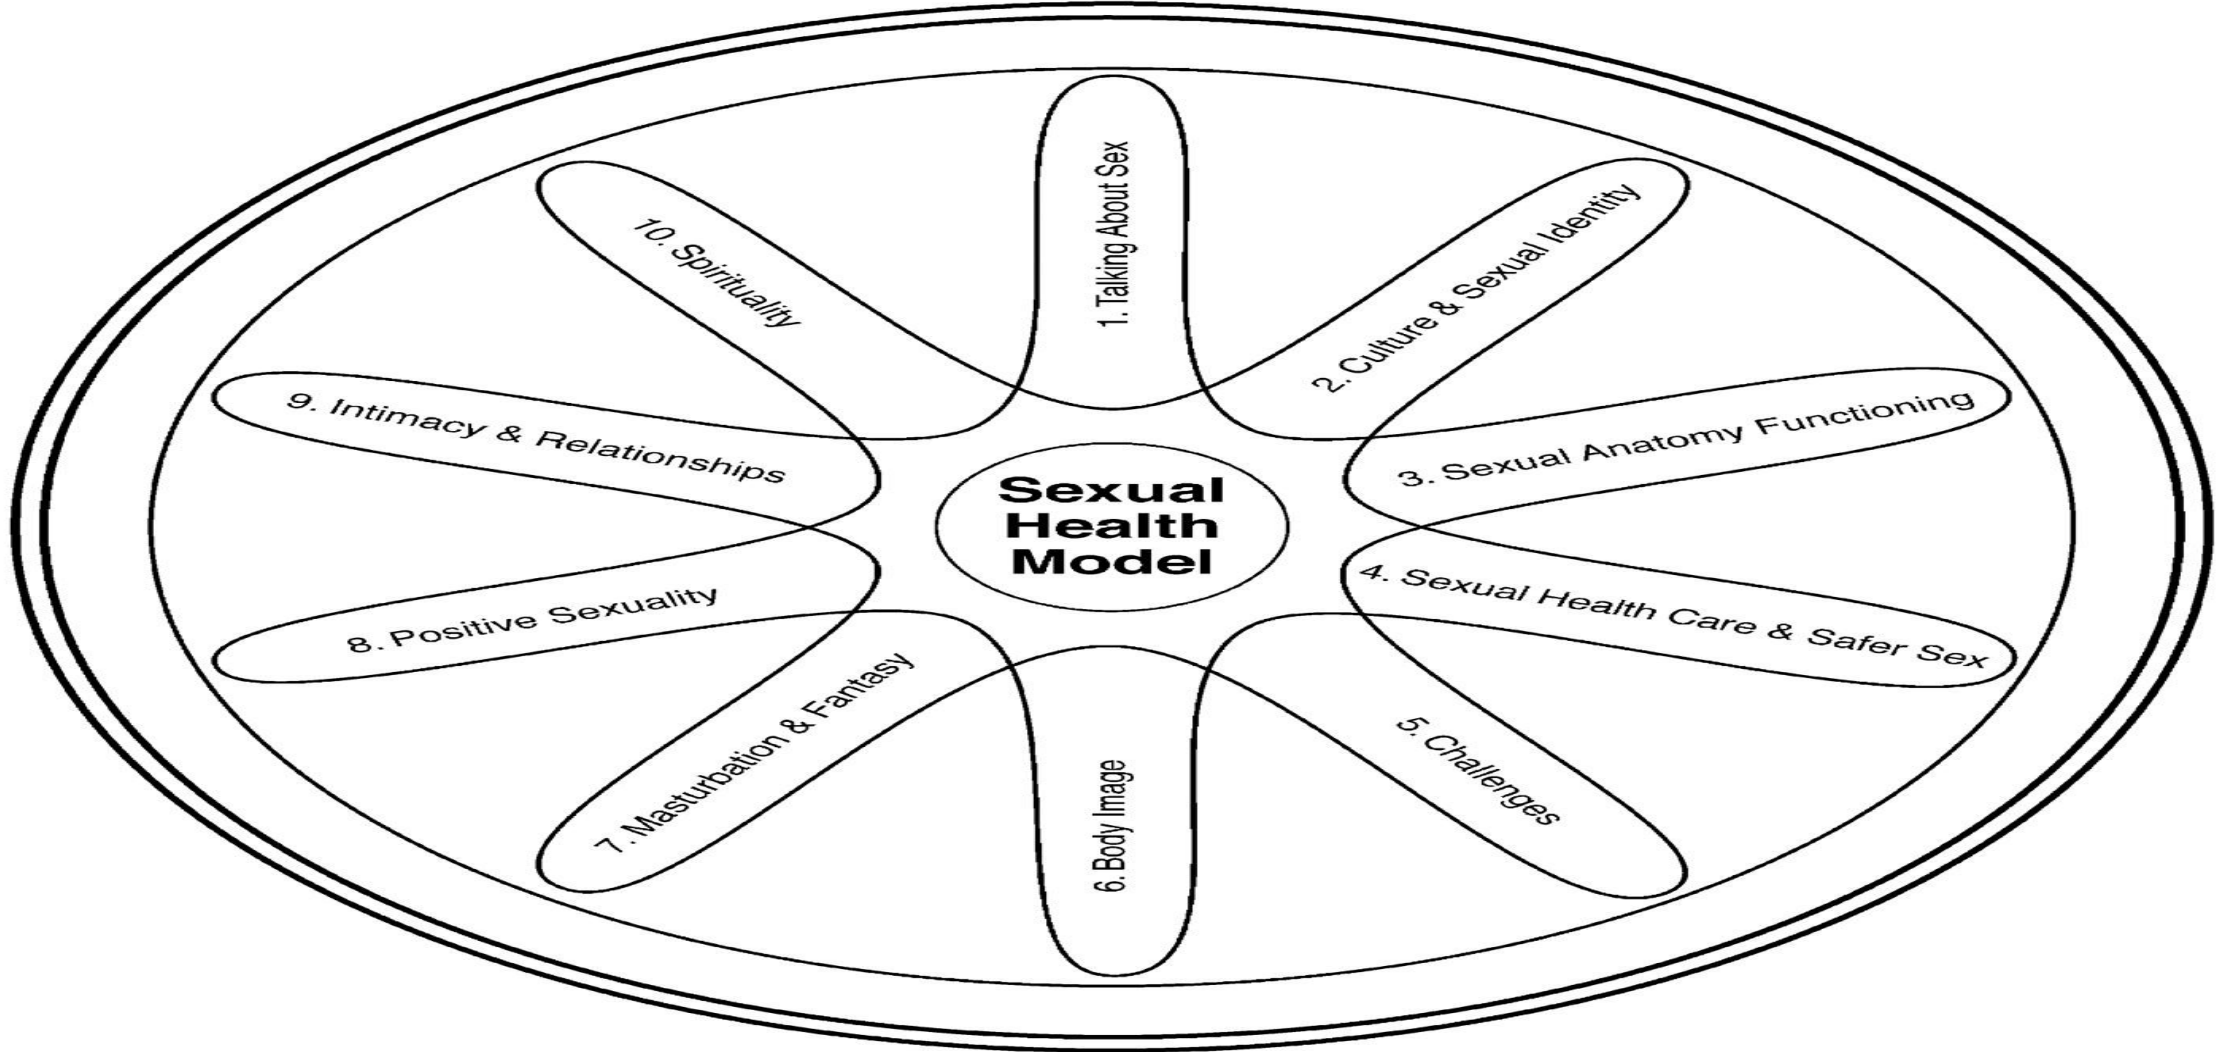 Sexual
Health
Model
1. Talking About Sex
2. Culture & Sexual Identity
3. Sexual Anatomy Functioning
4. Sexual Health Care & Safer Sex
5. Challenges
6. Body Image
7. Masturbation & Fantasy
8. Positive Sexuality
9. Intimacy & Relationships
10. Spirituality